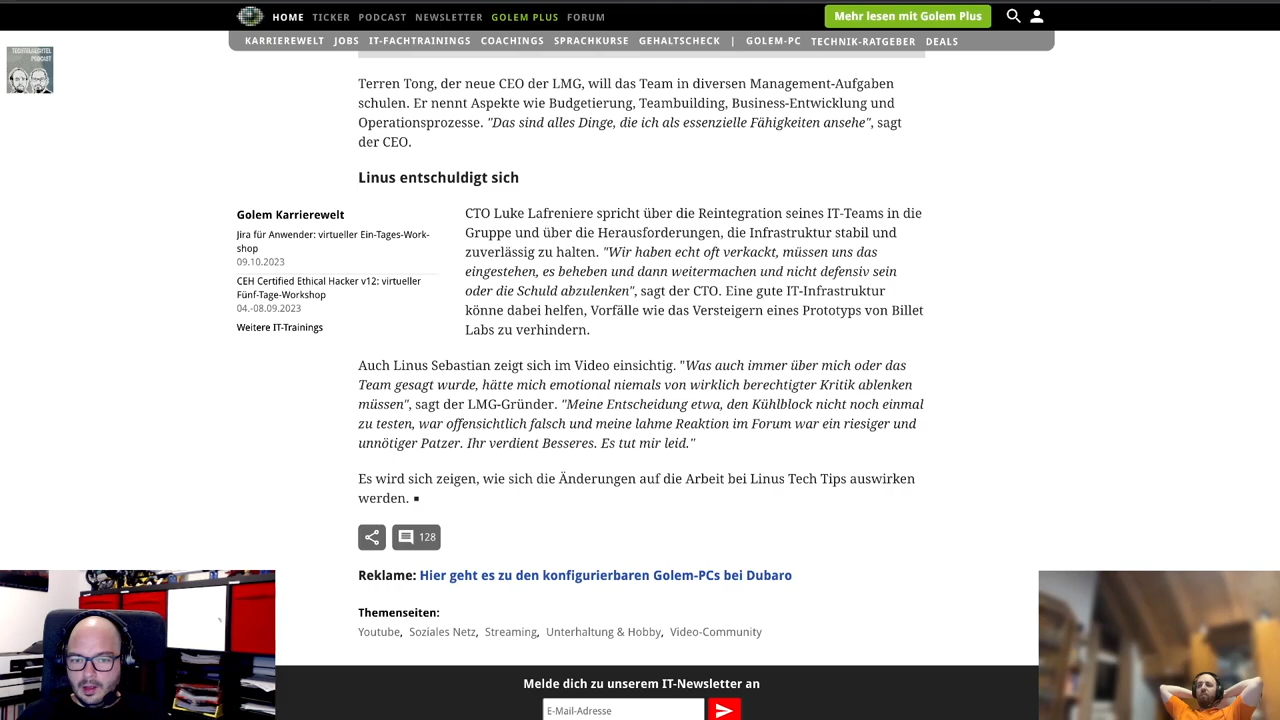 HOME TICKER PODCAST NEWSLETTER GOLEM PLUS FORUM
Mehr lesen mit Golem Plus
KARRIEREWELT JOBS IT-FACHTRAININGS COACHINGS SPRACHKURSE GEHALTSCHECK | GOLEM-PC TECHNIK-RATGEBER DEALS
PODCAST
Terren Tong, der neue CEO der LMG, will das Team in diversen Management-Aufgaben
schulen. Er nennt Aspekte wie Budgetierung, Teambuilding, Business-Entwicklung und
Operationsprozesse. "Das sind alles Dinge, die ich als essenzielle Fähigkeiten ansehe", sagt
der CEO.
Linus entschuldigt sich
Golem Karrierewelt
Jira für Anwender: virtueller Ein-Tages-Work-
shop
09.10.2023
CEH Certified Ethical Hacker v12: virtueller
Fünf-Tage-Workshop
04.-08.09.2023
Weitere IT-Trainings
CTO Luke Lafreniere spricht über die Reintegration seines IT-Teams in die
Gruppe und über die Herausforderungen, die Infrastruktur stabil und
zuverlässig zu halten. "Wir haben echt oft verkackt, müssen uns das
eingestehen, es beheben und dann weitermachen und nicht defensiv sein
oder die Schuld abzulenken", sagt der CTO. Eine gute IT-Infrastruktur
könne dabei helfen, Vorfälle wie das Versteigern eines Prototyps von Billet
Labs zu verhindern.
Auch Linus Sebastian zeigt sich im Video einsichtig. "Was auch immer über mich oder das
Team gesagt wurde, hätte mich emotional niemals von wirklich berechtigter Kritik ablenken
müssen", sagt der LMG-Gründer. "Meine Entscheidung etwa, den Kühlblock nicht noch einmal
zu testen, war offensichtlich falsch und meine lahme Reaktion im Forum war ein riesiger und
unnötiger Patzer. Ihr verdient Besseres. Es tut mir leid."
Es wird sich zeigen, wie sich die Änderungen auf die Arbeit bei Linus Tech Tips auswirken
werden. ▪
128
Reklame: Hier geht es zu den konfigurierbaren Golem-PCs bei Dubaro
Themenseiten:
Youtube, Soziales Netz, Streaming, Unterhaltung & Hobby, Video-Community
Melde dich zu unserem IT-Newsletter an
E-Mail-Adresse